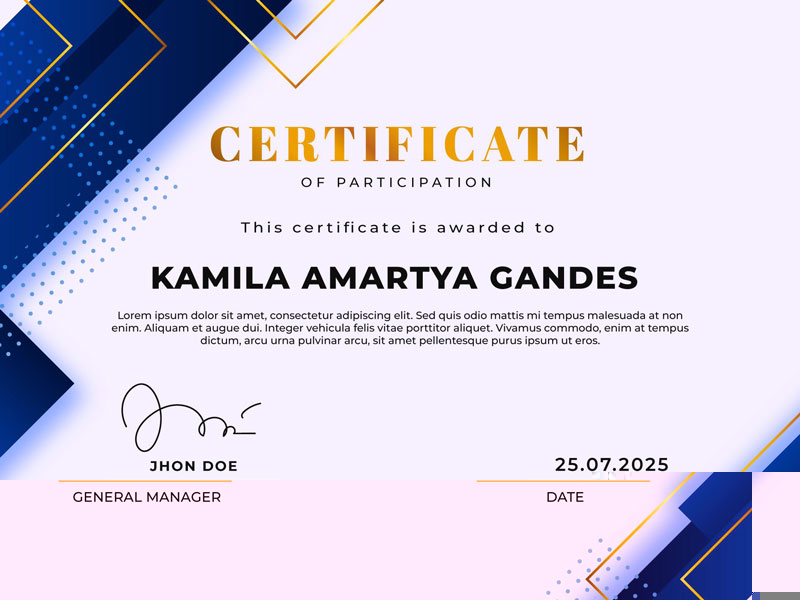 CERTIFICATE
OF PARTICIPATION
This certificate is awarded to
KAMILA AMARTYA GANDES
Lorem ipsum dolor sit amet, consectetur adipiscing elit. Sed quis odio mattis mi tempus malesuada at non
enim. Aliquam et augue dui. Integer vehicula felis vitae porttitor aliquet. Vivamus commodo, enim at tempus
dictum, arcu urna pulvinar arcu, sit amet pellentesque purus ipsum ut eros.
JHON DOE
25.07.2025
GENERAL MANAGER
DATE